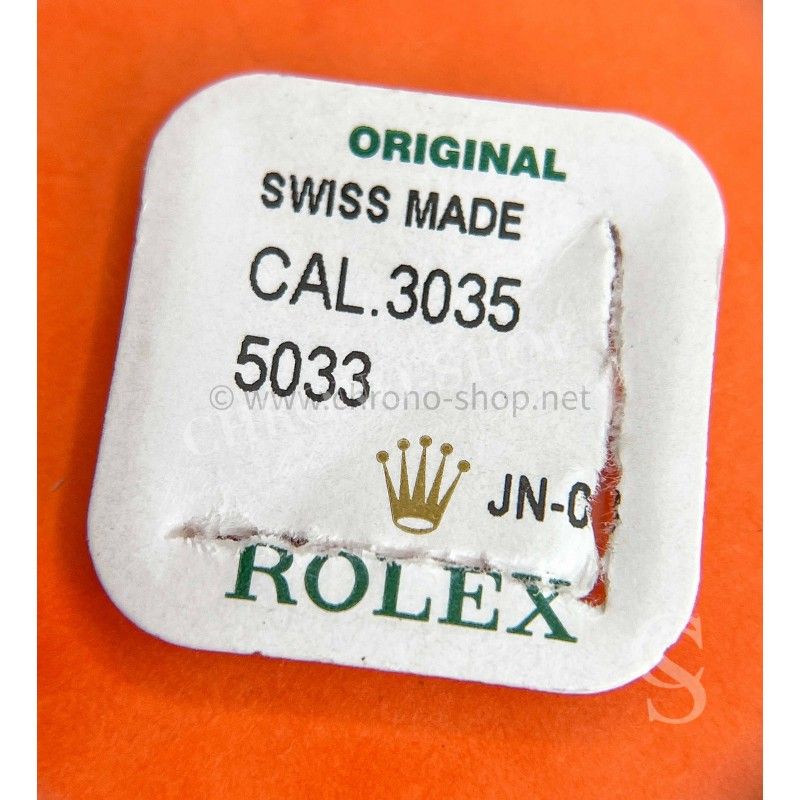 ORIGINAL
SWISS MADE
CAL.3035
5033
© www.chrono-shop.net
JN-0
ROLEX